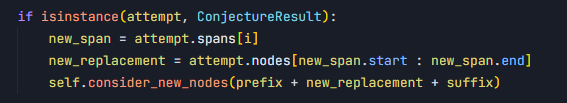 if isinstance(attempt, ConjectureResult):
    new_span = attempt.spans[i]
    new_replacement = attempt.nodes[new_span.start : new_span.end]
    self.consider_new_nodes(prefix + new_replacement + suffix)